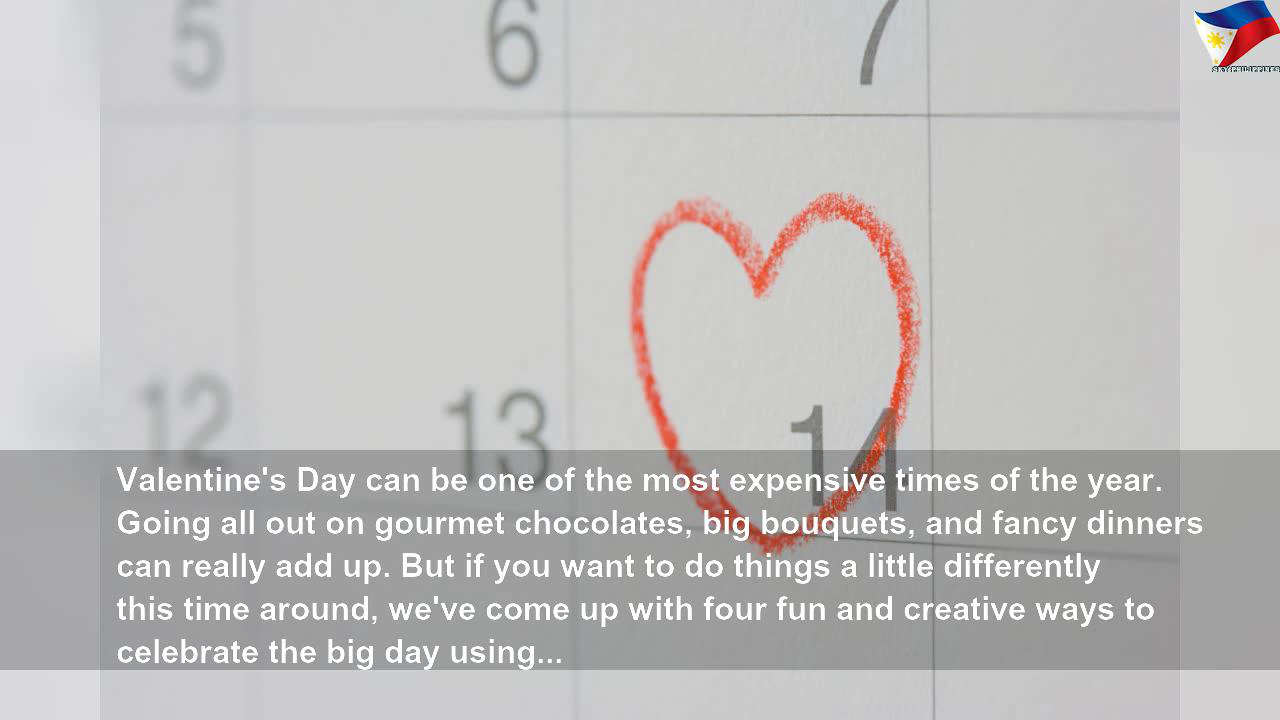 5 6 7
SKYPHILIPPINES
12 13 14
Valentine's Day can be one of the most expensive times of the year.
Going all out on gourmet chocolates, big bouquets, and fancy dinners
can really add up. But if you want to do things a little differently
this time around, we've come up with four fun and creative ways to
celebrate the big day using...